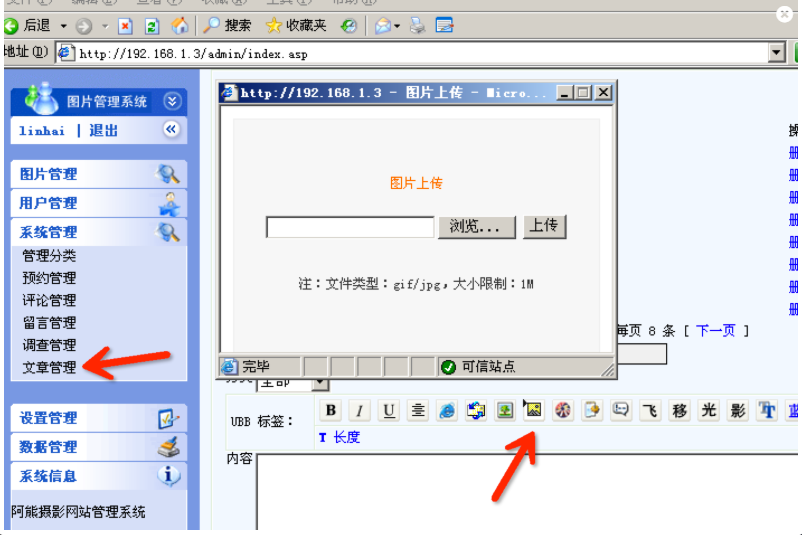 后退
搜索
收藏夹
地址(D)
http://192.168.1.3/admin/index.asp
图片管理系统
linhai | 退出
图片管理
用户管理
系统管理
管理分类
预约管理
评论管理
留言管理
调查管理
文章管理
设置管理
数据管理
系统信息
阿能摄影网站管理系统
http://192.168.1.3 - 图片上传 - Micro...
图片上传
浏览... 上传
注：文件类型：gif/jpg，大小限制：1M
完毕
可信站点
每页 8 条 [ 下一页 ]
全部
UBB 标签：
B I U 飞 移 光 影
T 长度
内容